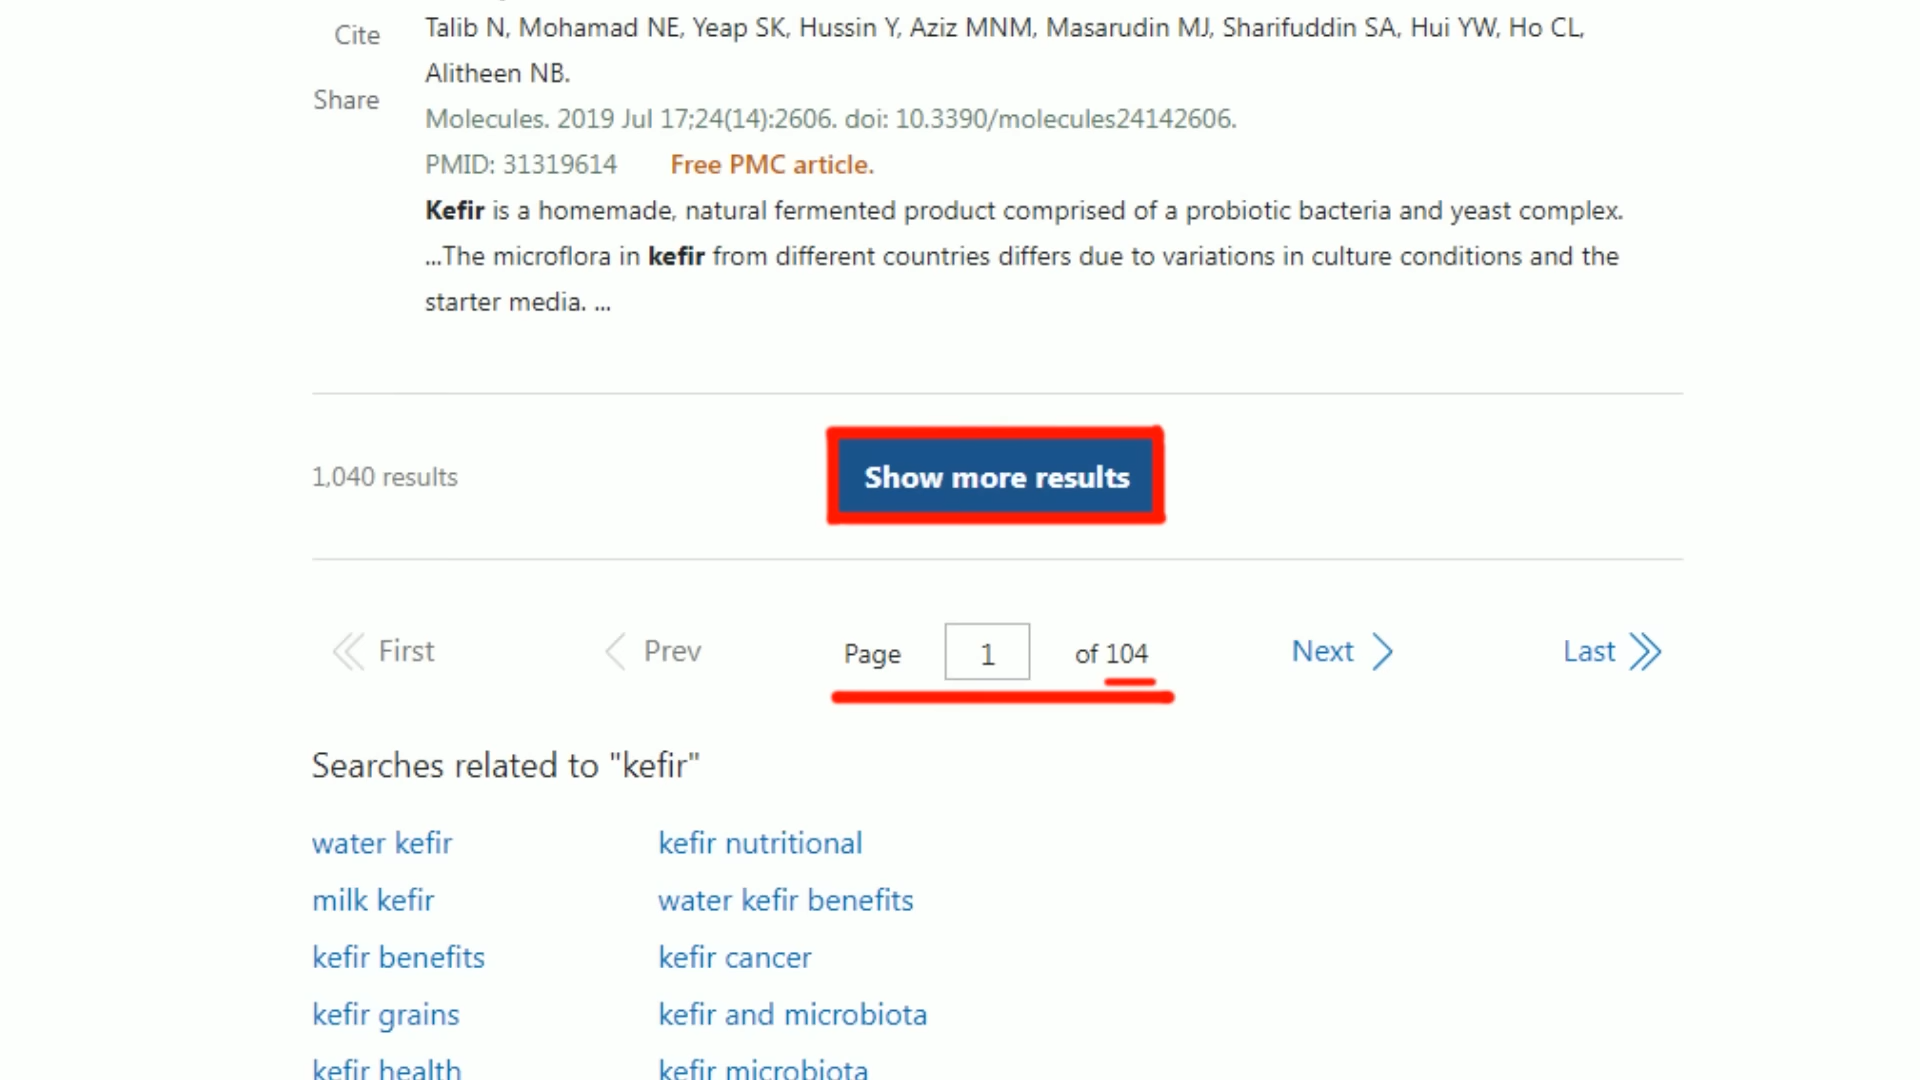 Cite
Talib N, Mohamad NE, Yeap SK, Hussin Y, Aziz MNM, Masarudin MJ, Sharifuddin SA, Hui YW, Ho CL,
Alitheen NB.
Share
Molecules. 2019 Jul 17;24(14):2606. doi: 10.3390/molecules24142606.
PMID: 31319614 Free PMC article.
Kefir is a homemade, natural fermented product comprised of a probiotic bacteria and yeast complex.
...The microflora in kefir from different countries differs due to variations in culture conditions and the
starter media. ...
1,040 results
Show more results
First Prev Page 1 of 104 Next Last
Searches related to "kefir"
water kefir
kefir nutritional
milk kefir
water kefir benefits
kefir benefits
kefir cancer
kefir grains
kefir and microbiota
kefir health
kefir microbiota